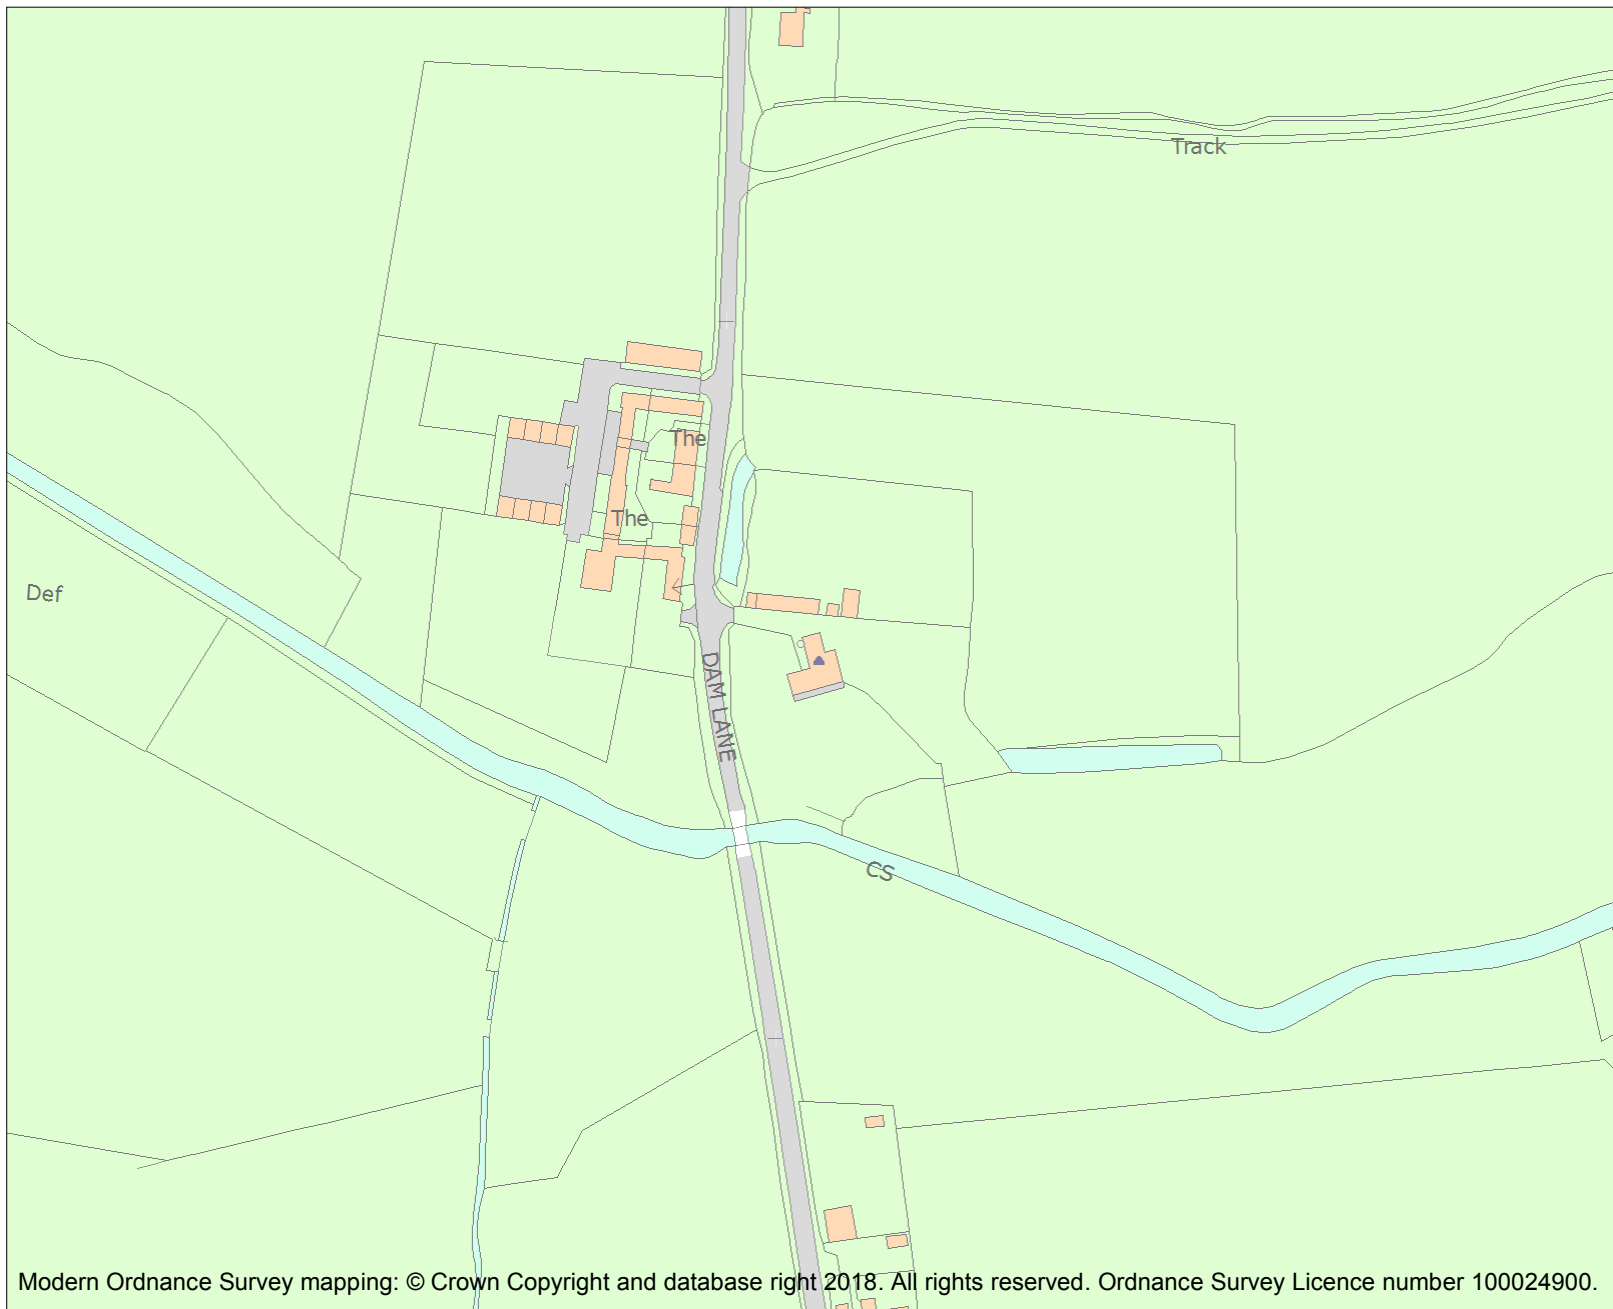 Track
The
The
Def
DAM LANE
CS
Modern Ordnance Survey mapping: © Crown Copyright and database right 2018. All rights reserved. Ordnance Survey Licence number 100024900.